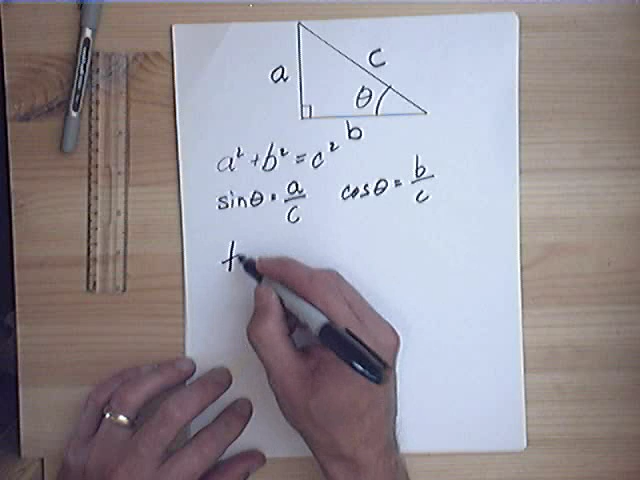 a
c
θ
b
a² + b² = c²
sinθ = a/c cosθ = b/c
t